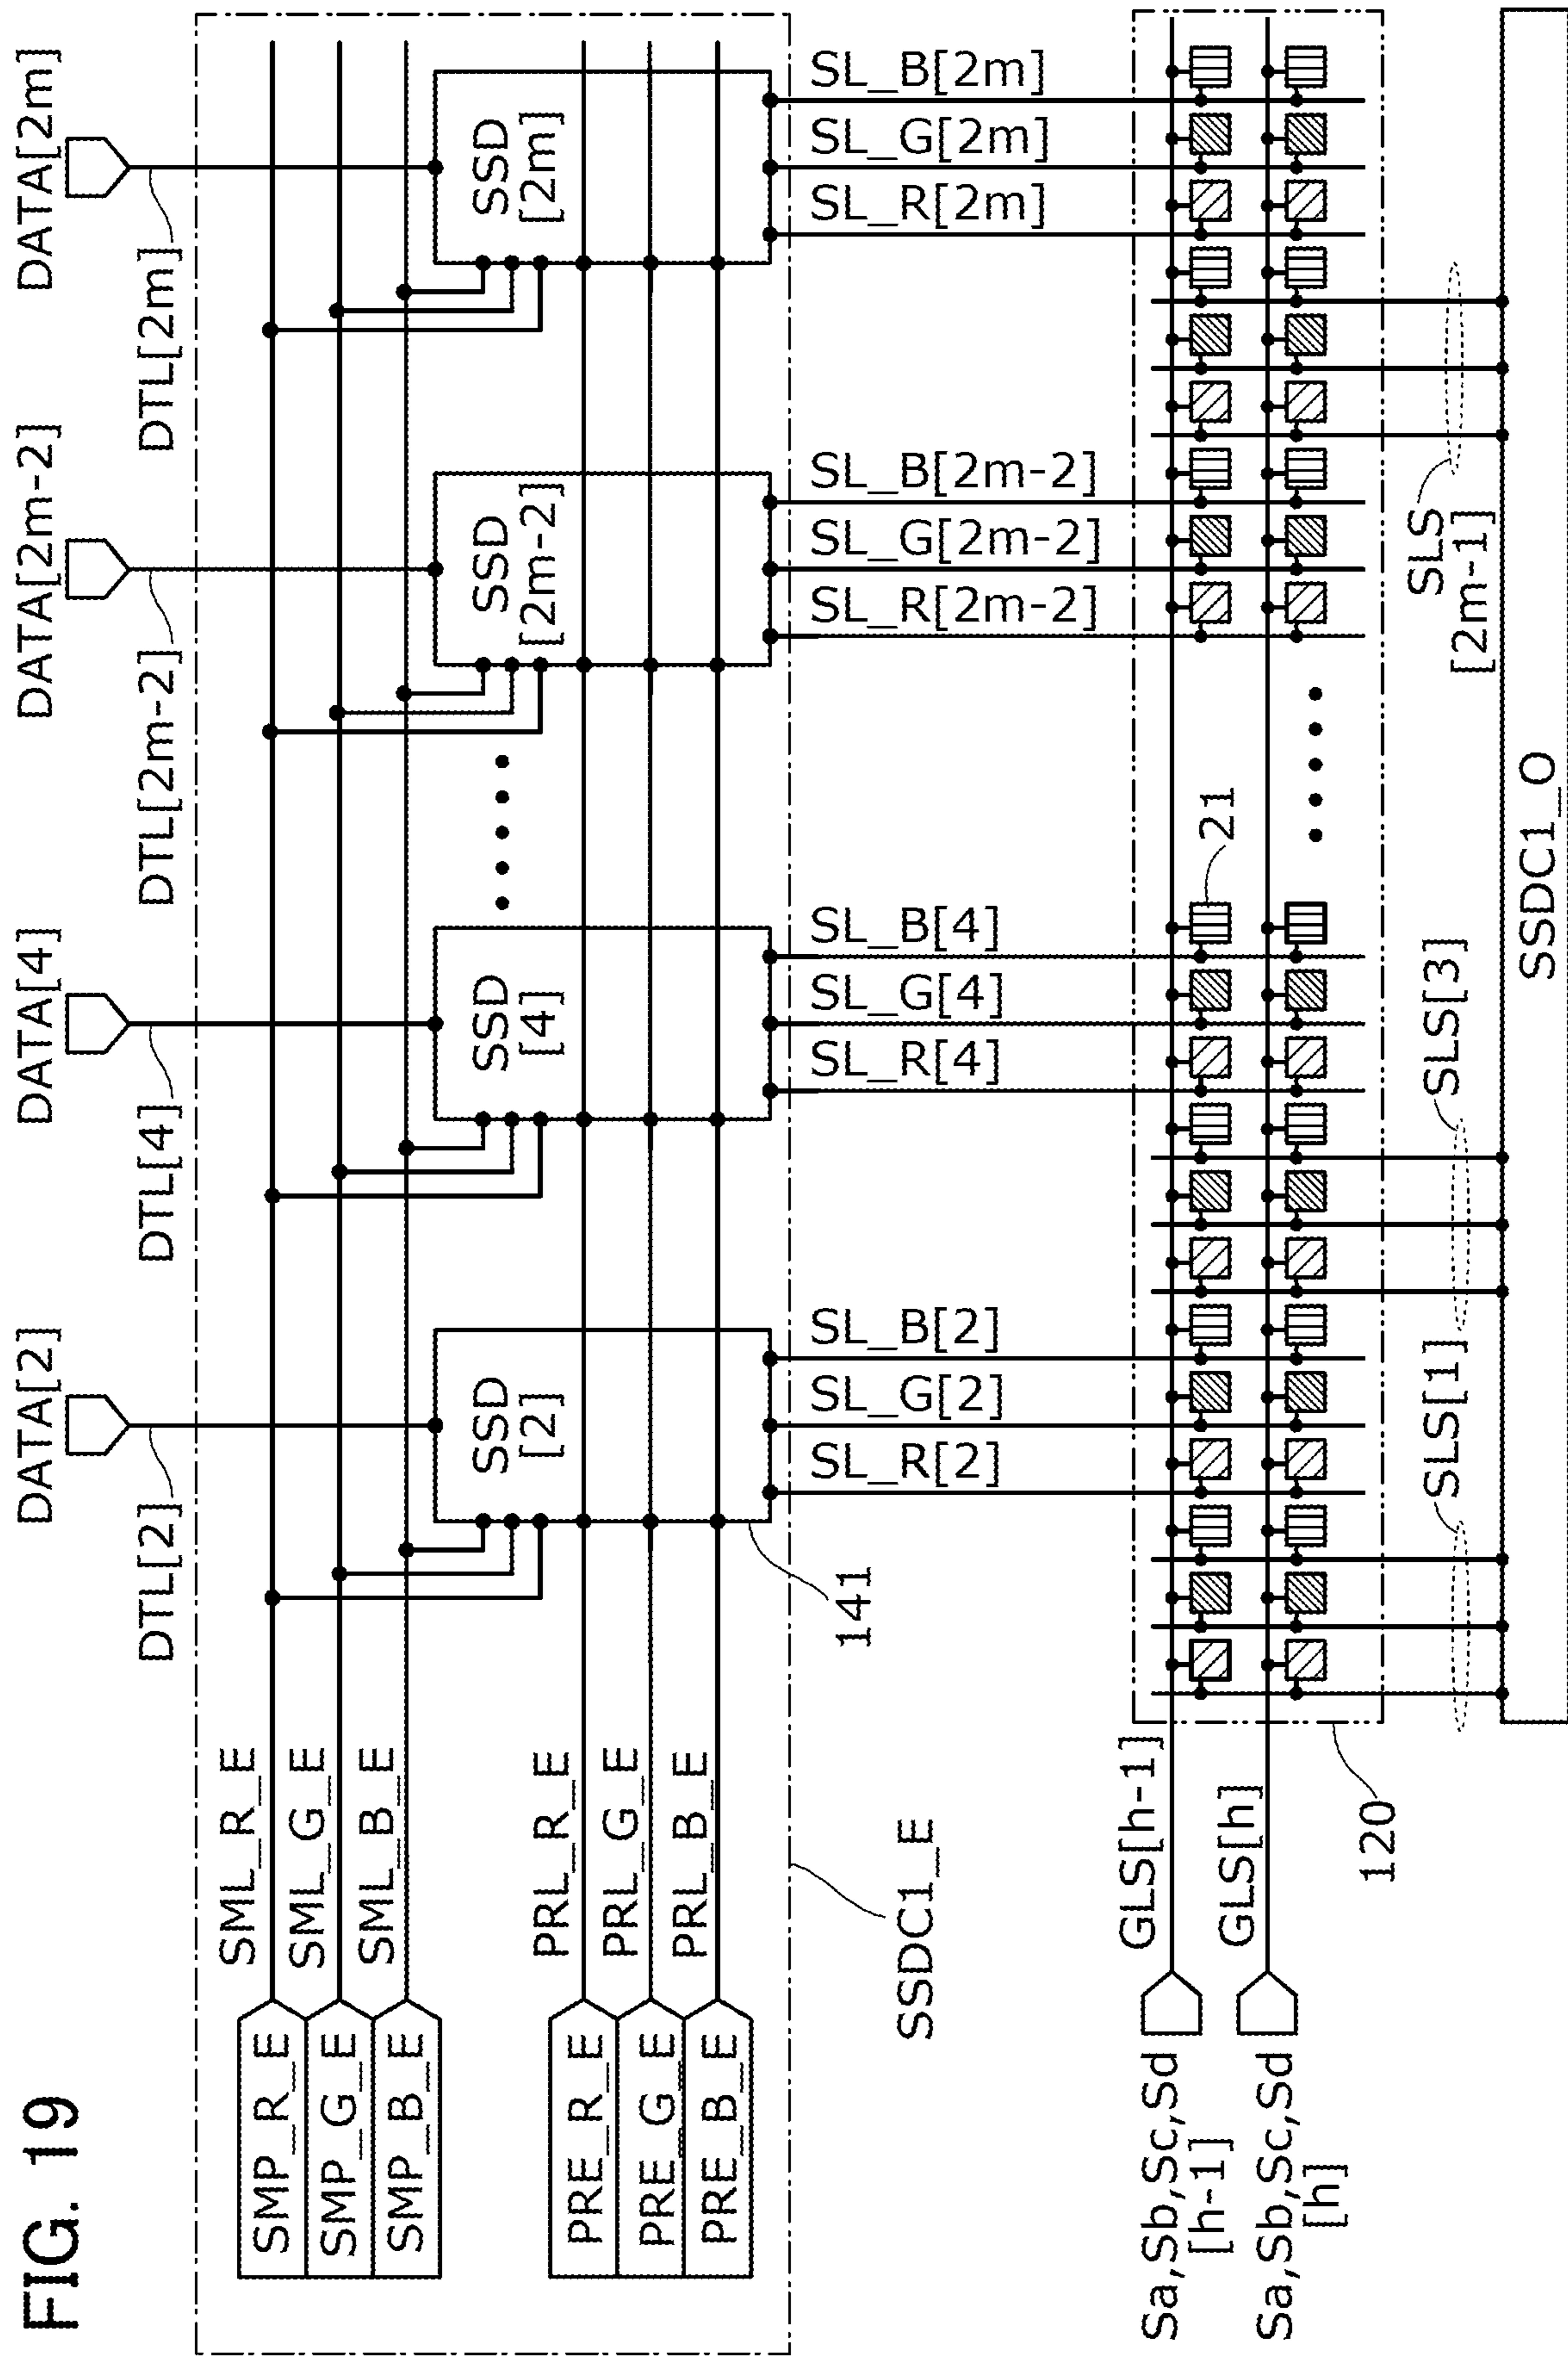 FIG. 19
DATA[2]
DATA[4]
DATA[2m-2]
DATA[2m]
DTL[2]
DTL[4]
DTL[2m-2]
DTL[2m]
SMP_R_E
SML_R_E
SMP_G_E
SML_G_E
SMP_B_E
SML_B_E
SSD
[2]
SSD
[4]
SSD
[2m-2]
SSD
[2m]
PRE_R_E
PRL_R_E
PRE_G_E
PRL_G_E
PRE_B_E
PRL_B_E
141
SSDC1_E
SL_R[2]
SL_G[2]
SL_B[2]
SL_R[4]
SL_G[4]
SL_B[4]
SL_R[2m-2]
SL_G[2m-2]
SL_B[2m-2]
SL_R[2m]
SL_G[2m]
SL_B[2m]
Sa,Sb,Sc,Sd
[h-1]
GLS[h-1]
21
Sa,Sb,Sc,Sd
[h]
GLS[h]
120
SLS[1]
SLS[3]
SLS
[2m-1]
SSDC1_O